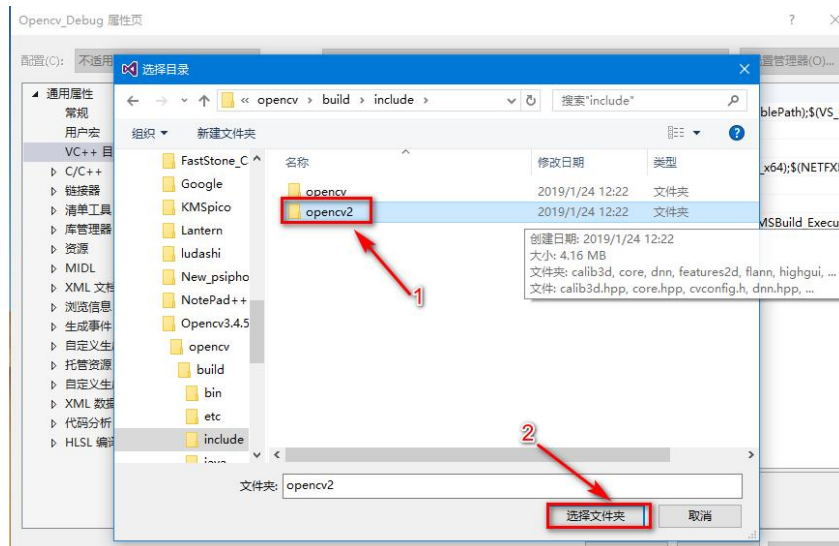 Opencv_Debug 属性页
?
配置(C):
不适用
配置管理器(O)...
选择目录
« opencv › build › include ›
搜索"include"
组织
新建文件夹
名称
修改日期
类型
opencv
2019/1/24 12:22
文件夹
opencv2
2019/1/24 12:22
文件夹
创建日期: 2019/1/24 12:22
大小: 4.16 MB
文件夹: calib3d, core, dnn, features2d, flann, highgui, ...
文件: calib3d.hpp, core.hpp, cvconfig.h, dnn.hpp, ...
FastStone_C
Google
KMSpico
Lantern
ludashi
New_psipho
NotePad++
Opencv3.4.5
opencv
build
bin
etc
include
1
2
文件夹:
opencv2
选择文件夹
取消
通用属性
常规
用户宏
VC++ 目
C/C++
链接器
清单工具
库管理器
资源
MIDL
XML 文档
浏览信息
生成事件
自定义生
托管资源
自定义生
XML 数据
代码分析
HLSL 编译
blePath);$(VS_
_x64);$(NETFX
MSBuild_Execu